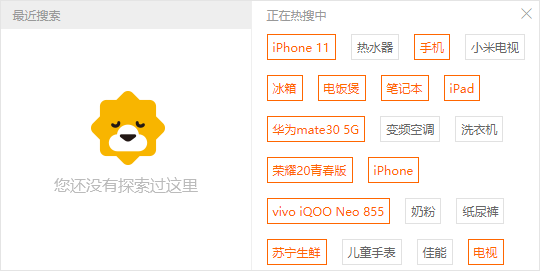 最近搜索
您还没有探索过这里
正在热搜中
iPhone 11 热水器 手机 小米电视
冰箱 电饭煲 笔记本 iPad
华为mate30 5G 变频空调 洗衣机
荣耀20青春版 iPhone
vivo iQOO Neo 855 奶粉 纸尿裤
苏宁生鲜 儿童手表 佳能 电视